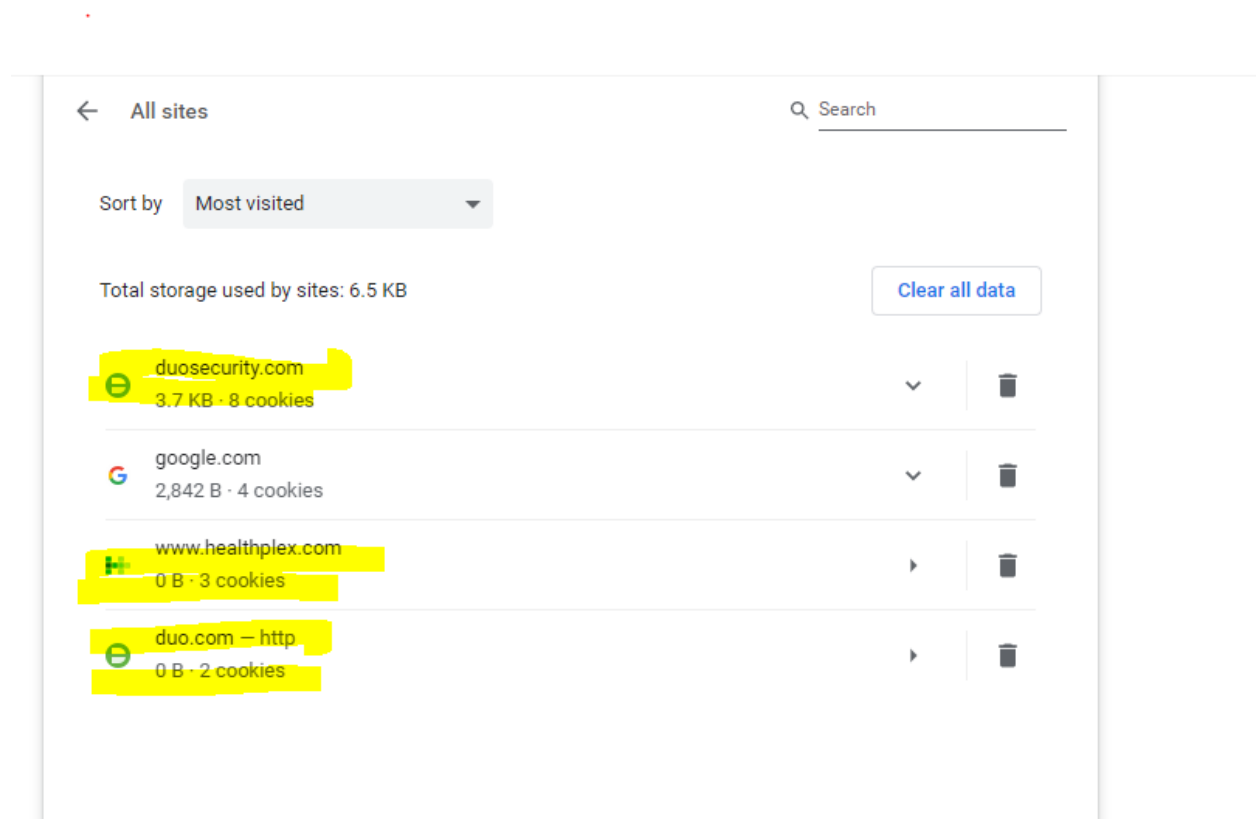 All sites
Search
Sort by Most visited
Total storage used by sites: 6.5 KB
Clear all data
duosecurity.com
3.7 KB · 8 cookies
google.com
2,842 B · 4 cookies
www.healthplex.com
0 B · 3 cookies
duo.com — http
0 B · 2 cookies